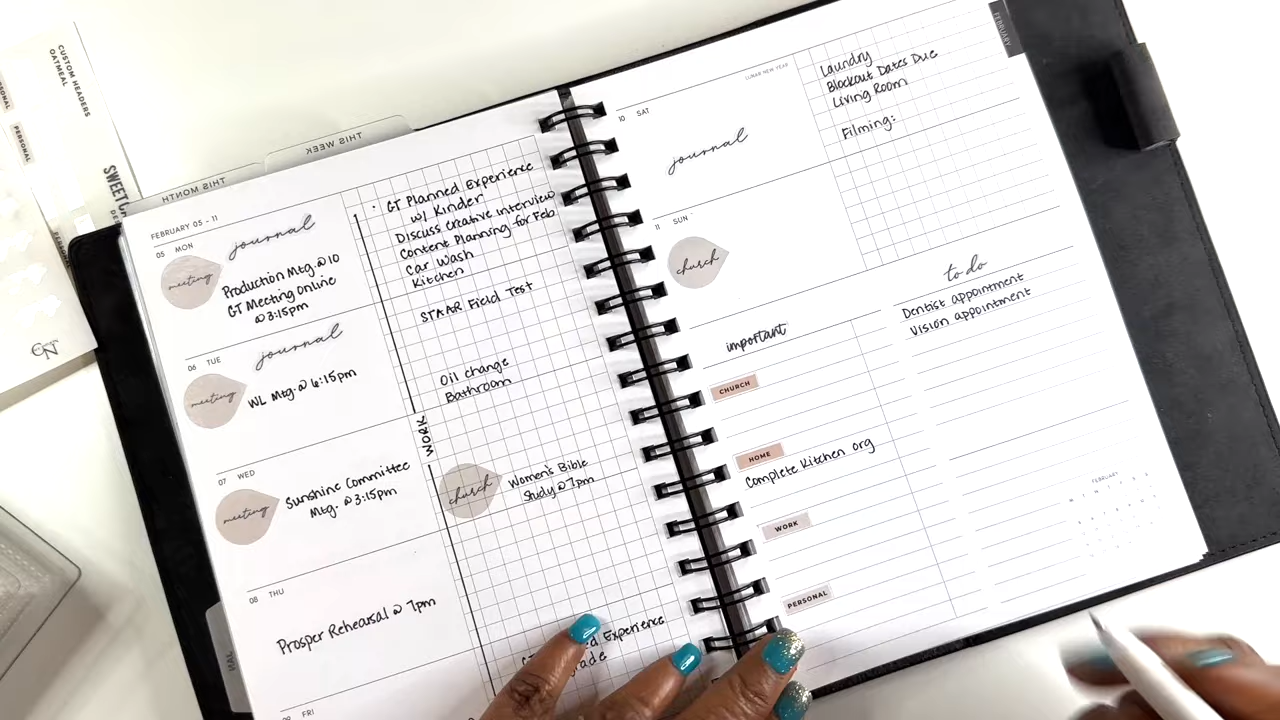 CUSTOM HEADERS
OATMEAL
PERSONAL
THIS MONTH
THIS WEEK
FEBRUARY 05 - 11
05 MON
journal
meeting
Production Mtg. @ 10
GT Meeting Online
@ 3:15pm
GT Planned Experience
w/ Kinder
Discuss Creative Interview
Content Planning for Feb
Car Wash
Kitchen
06 TUE
journal
meeting
WL Mtg. @ 6:15pm
STAAR Field Test
Oil change
Bathroom
WORK
07 WED
meeting
Sunshine Committee
Mtg. @ 3:15pm
church
Women's Bible
Study @ 7pm
08 THU
Prosper Rehearsal @ 7pm
Experience
09 FRI
FEBRUARY
10 SAT
LUNAR NEW YEAR
journal
Laundry
Blockout Dates Due
Living Room
Filming:
11 SUN
church
important
CHURCH
HOME
Complete Kitchen Org
WORK
PERSONAL
to do
Dentist appointment
Vision appointment
FEBRUARY